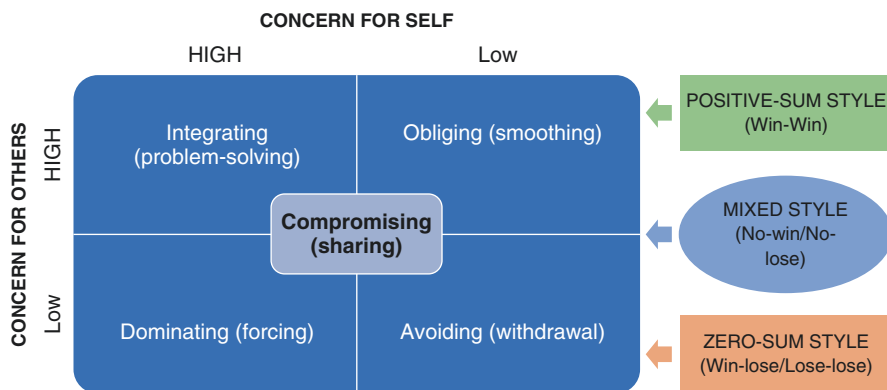 CONCERN FOR SELF
HIGH
Low
CONCERN FOR OTHERS
HIGH
Low
Integrating
(problem-solving)
Obliging (smoothing)
Compromising
(sharing)
Dominating (forcing)
Avoiding (withdrawal)
POSITIVE-SUM STYLE
(Win-Win)
MIXED STYLE
(No-win/No-
lose)
ZERO-SUM STYLE
(Win-lose/Lose-lose)